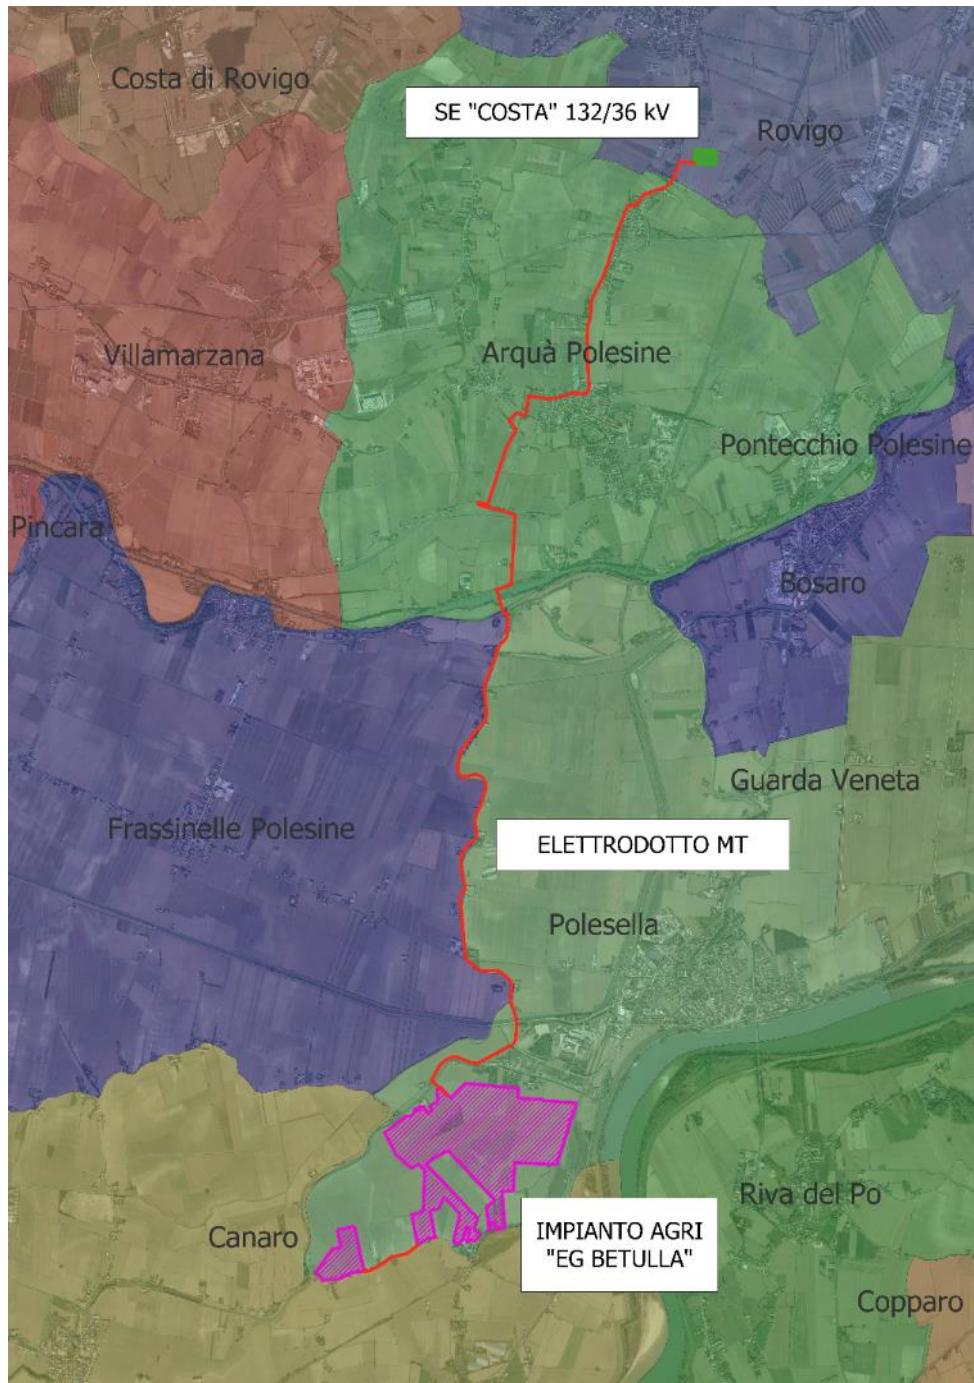 Costa di Rovigo
SE "COSTA" 132/36 kV
Rovigo
Villamarzana
Arquà Polesine
Pontecchio Polesine
Pincara
Bosaro
Guarda Veneta
Frassinelle Polesine
ELETTRODOTTO MT
Polesella
Riva del Po
Canaro
IMPIANTO AGRI
"EG BETULLA"
Copparo